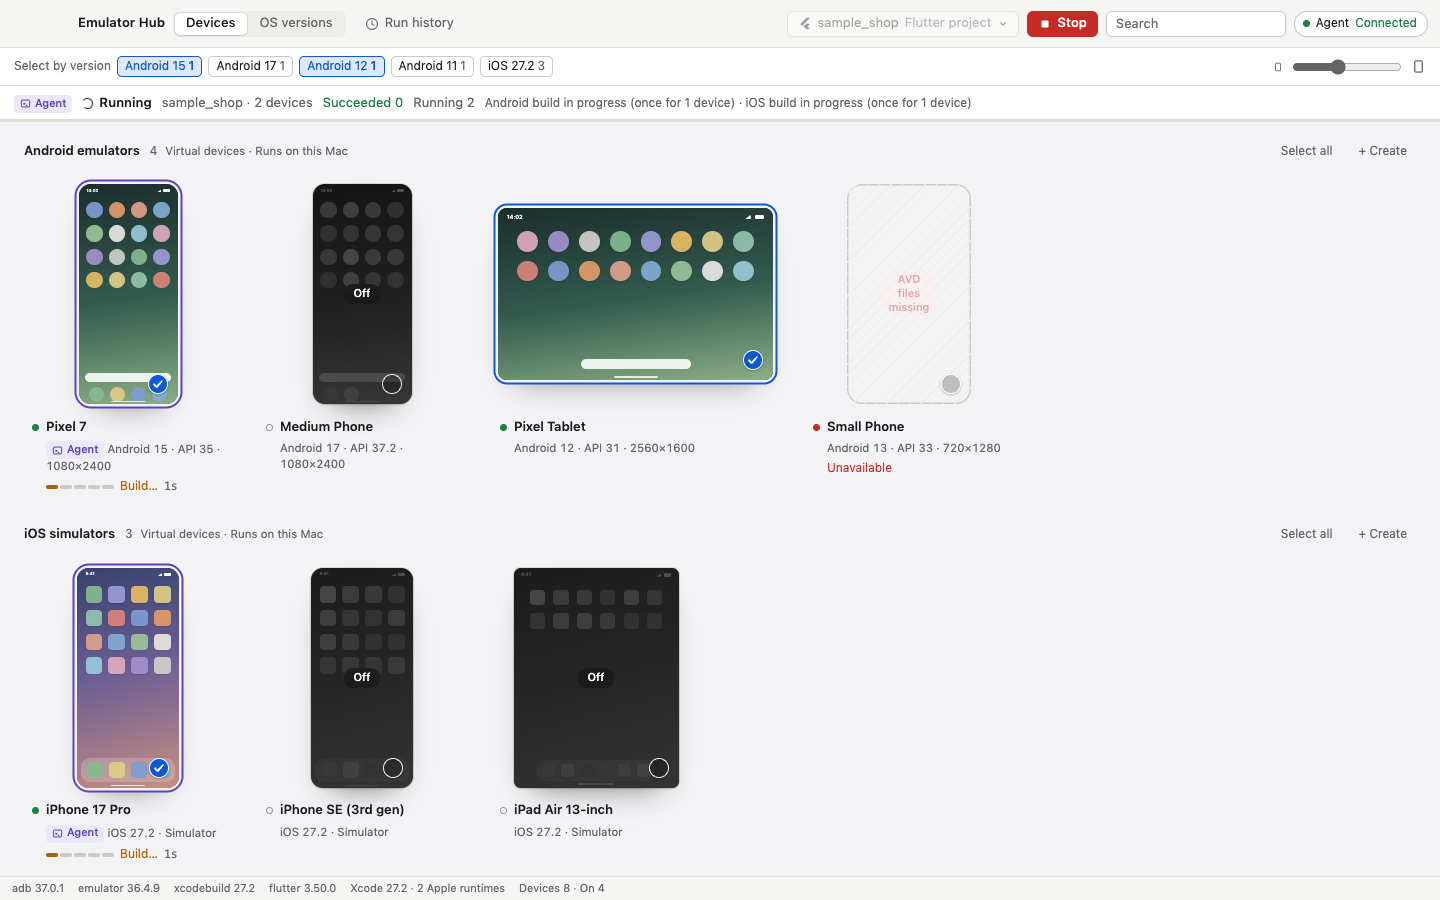 Emulator Hub Devices OS versions Run history sample_shop Flutter project Stop Search Agent Connected
Select by version Android 15 1 Android 17 1 Android 12 1 Android 11 1 iOS 27.2 3
Agent Running sample_shop · 2 devices Succeeded 0 Running 2 Android build in progress (once for 1 device) · iOS build in progress (once for 1 device)
Android emulators 4 Virtual devices · Runs on this Mac Select all + Create
14:02
14:02
Off
AVD
files
missing
Pixel 7
Agent Android 15 · API 35 ·
1080×2400
Build... 1s
Medium Phone
Android 17 · API 37.2 ·
1080×2400
Pixel Tablet
Android 12 · API 31 · 2560×1600
Small Phone
Android 13 · API 33 · 720×1280
Unavailable
iOS simulators 3 Virtual devices · Runs on this Mac Select all + Create
9:41
Off
Off
iPhone 17 Pro
Agent iOS 27.2 · Simulator
Build... 1s
iPhone SE (3rd gen)
iOS 27.2 · Simulator
iPad Air 13-inch
iOS 27.2 · Simulator
adb 37.0.1 emulator 36.4.9 xcodebuild 27.2 flutter 3.50.0 Xcode 27.2 · 2 Apple runtimes Devices 8 · On 4